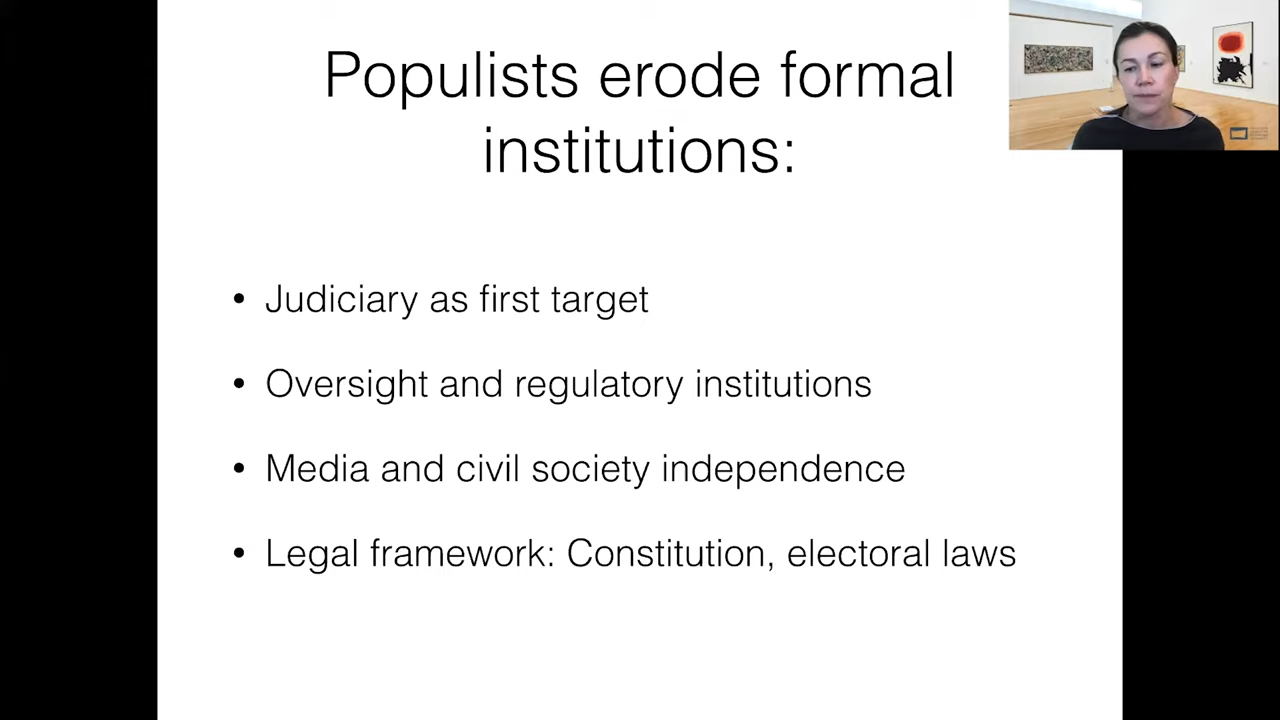 Populists erode formal
institutions:
• Judiciary as first target
• Oversight and regulatory institutions
• Media and civil society independence
• Legal framework: Constitution, electoral laws